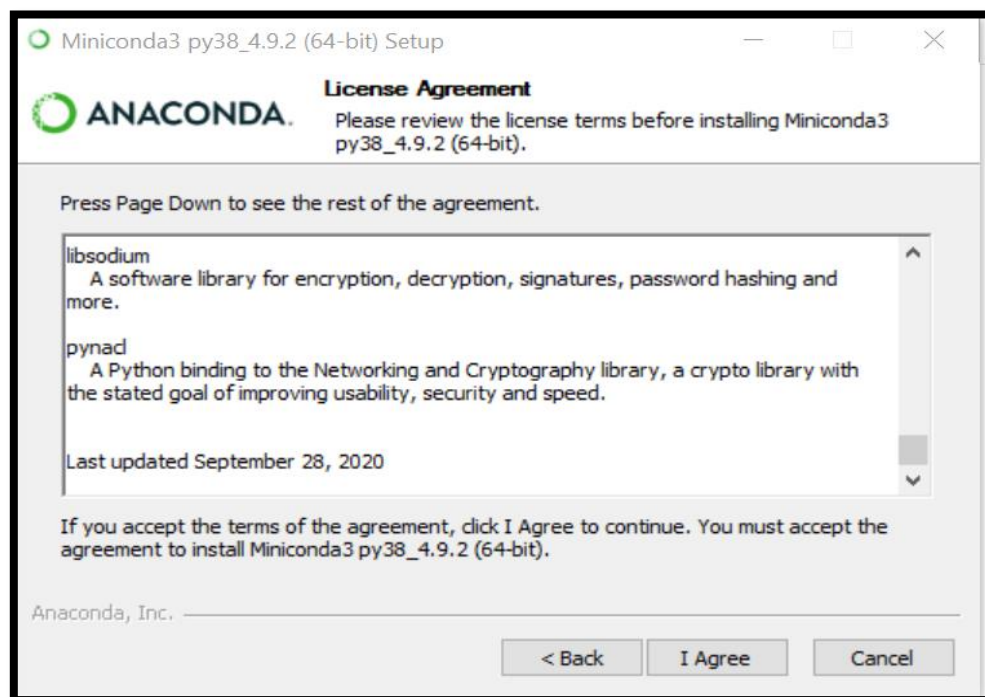 Miniconda3 py38_4.9.2 (64-bit) Setup
ANACONDA.
License Agreement
Please review the license terms before installing Miniconda3
py38_4.9.2 (64-bit).
Press Page Down to see the rest of the agreement.
libsodium
A software library for encryption, decryption, signatures, password hashing and
more.
pynacl
A Python binding to the Networking and Cryptography library, a crypto library with
the stated goal of improving usability, security and speed.
Last updated September 28, 2020
If you accept the terms of the agreement, click I Agree to continue. You must accept the
agreement to install Miniconda3 py38_4.9.2 (64-bit).
Anaconda, Inc.
< Back
I Agree
Cancel